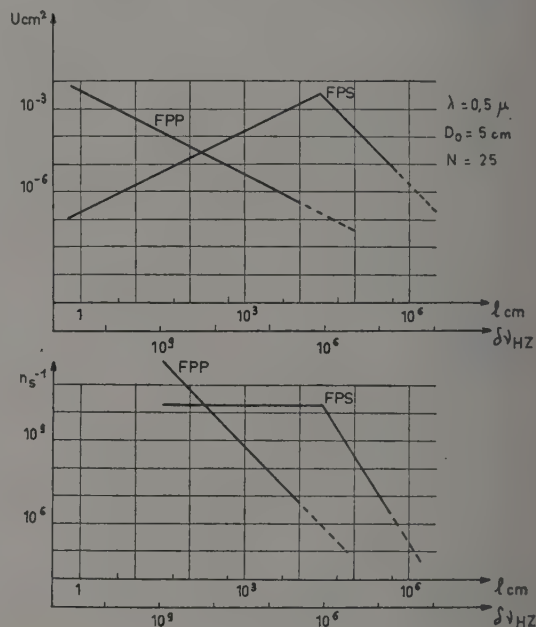 Ucm²
10⁻³
10⁻⁶
FPP
FPS
λ = 0,5 μ
D₀ = 5 cm
N = 25
1 10³ 10⁶ ℓ cm
10⁹ 10⁶ δν HZ
n s⁻¹
FPP
FPS
10⁹
10⁶
1 10³ 10⁶ ℓ cm
10⁹ 10⁶ δν HZ